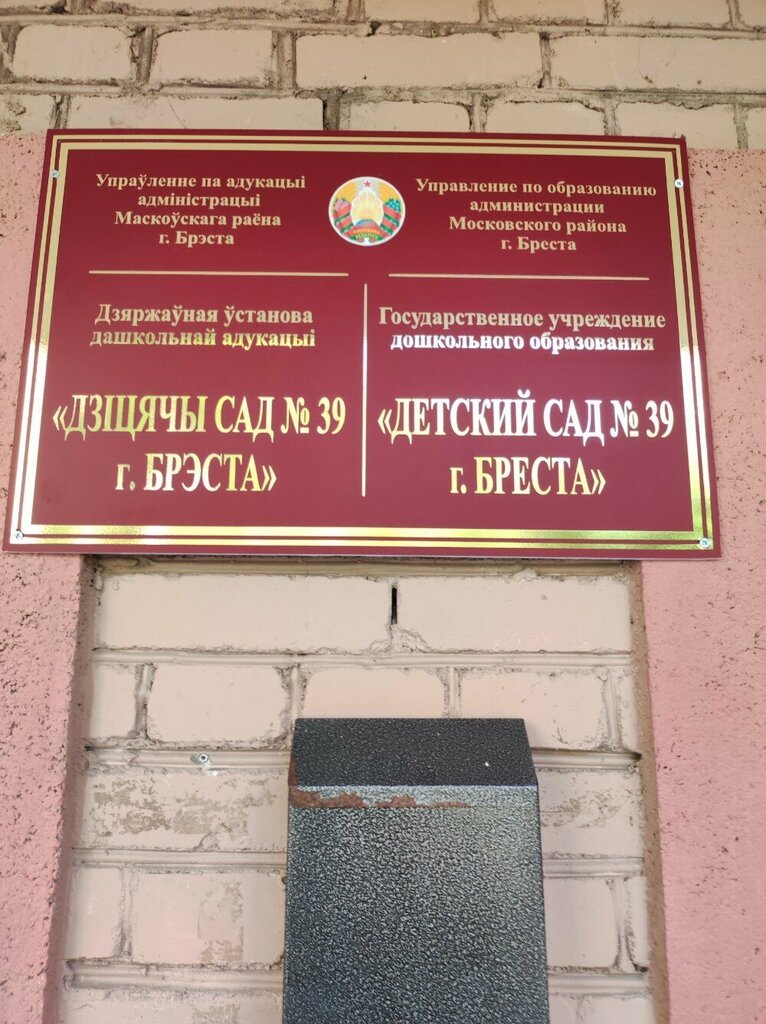 Упраўленне па адукацыі
адміністрацыі
Маскоўскага раёна
г. Брэста
Управление по образованию
администрации
Московского района
г. Бреста
Дзяржаўная ўстанова
дашкольнай адукацыі
«ДЗІЦЯЧЫ САД № 39
г. БРЭСТА»
Государственное учреждение
дошкольного образования
«ДЕТСКИЙ САД № 39
г. БРЕСТА»